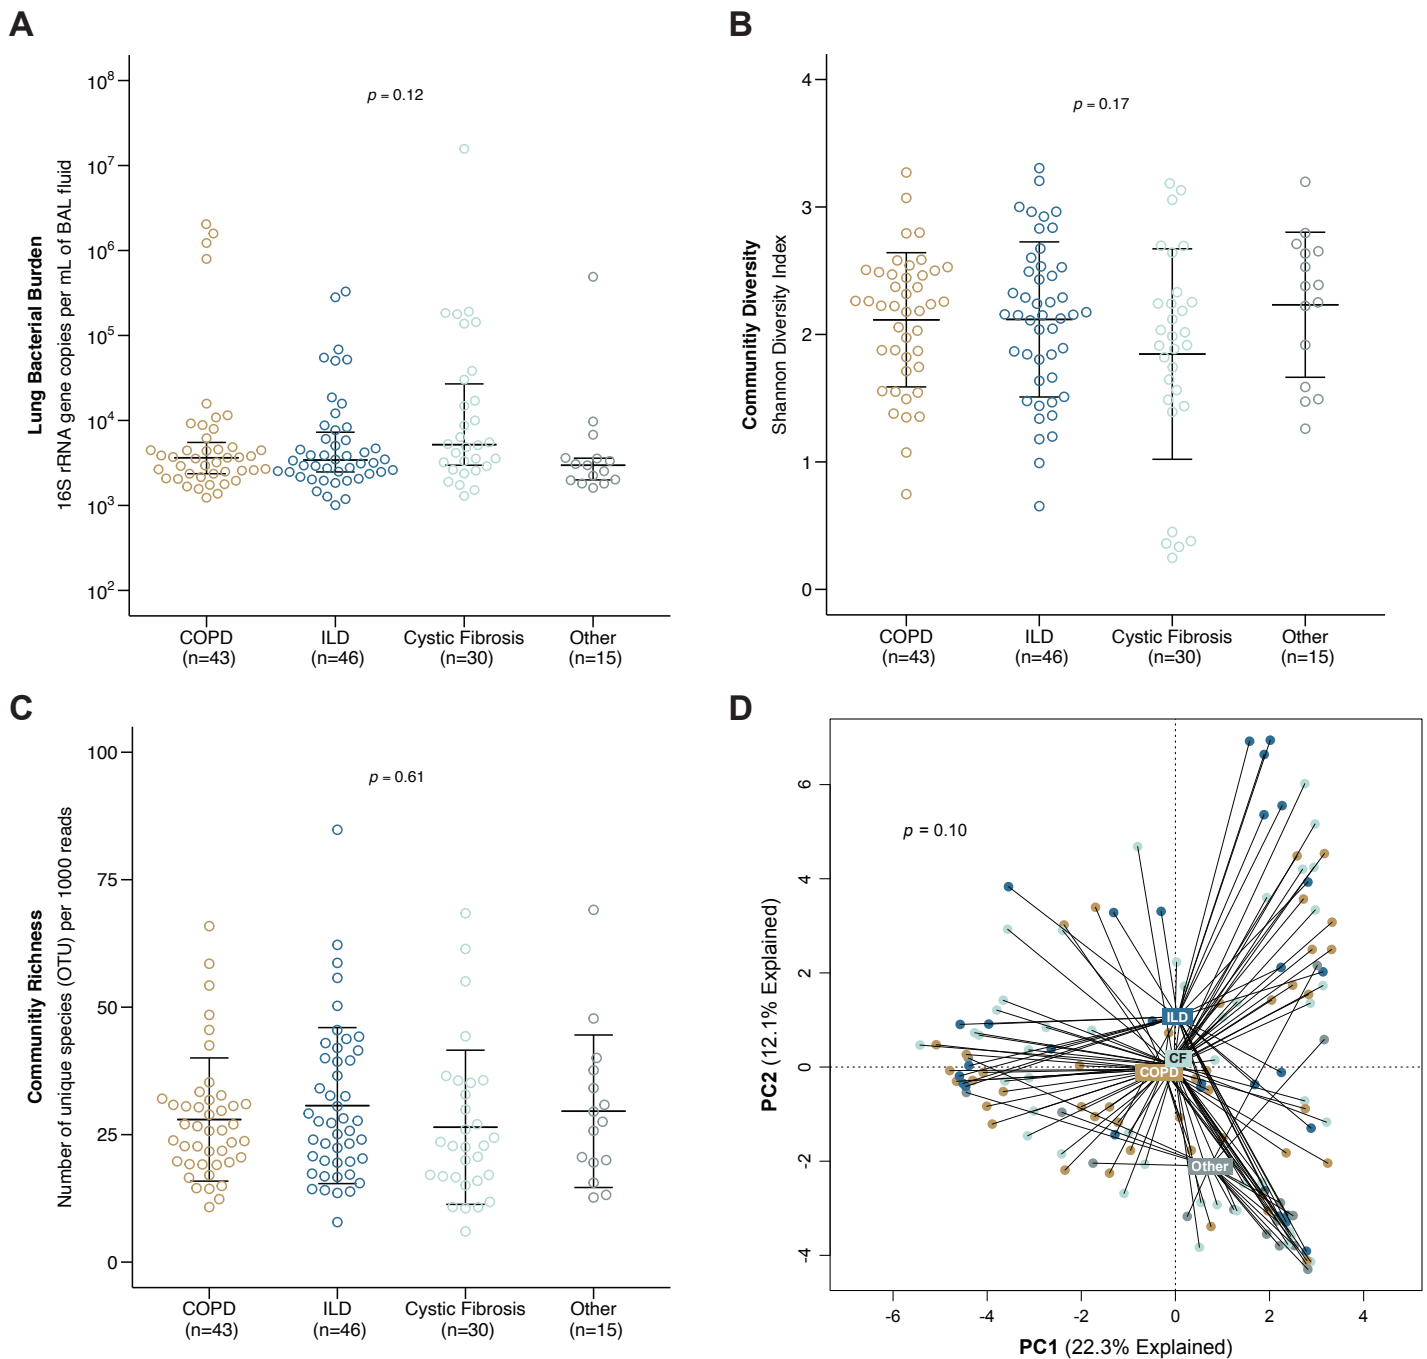 A
Lung Bacterial Burden
16S rRNA gene copies per mL of BAL fluid
10^8
10^7
10^6
10^5
10^4
10^3
10^2
p = 0.12
COPD (n=43)
ILD (n=46)
Cystic Fibrosis (n=30)
Other (n=15)
B
Communitiy Diversity
Shannon Diversity Index
4
3
2
1
0
p = 0.17
COPD (n=43)
ILD (n=46)
Cystic Fibrosis (n=30)
Other (n=15)
C
Communitiy Richness
Number of unique species (OTU) per 1000 reads
100
75
50
25
0
p = 0.61
COPD (n=43)
ILD (n=46)
Cystic Fibrosis (n=30)
Other (n=15)
D
PC2 (12.1% Explained)
6
4
2
0
-2
-4
p = 0.10
ILD
CF
COPD
Other
-6 -4 -2 0 2 4
PC1 (22.3% Explained)